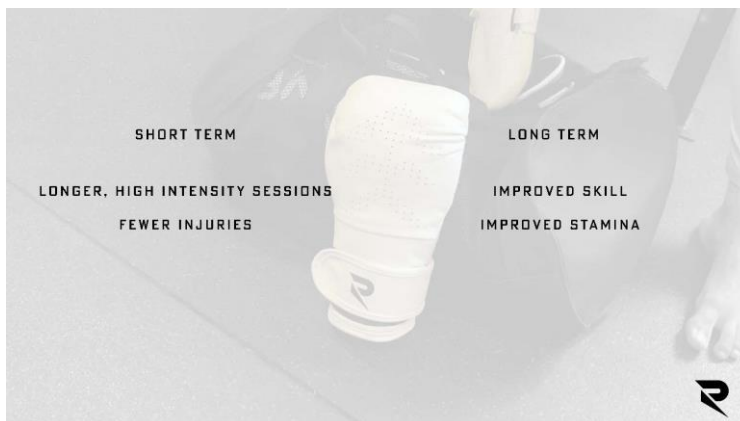 SHORT TERM
LONGER, HIGH INTENSITY SESSIONS
FEWER INJURIES
LONG TERM
IMPROVED SKILL
IMPROVED STAMINA